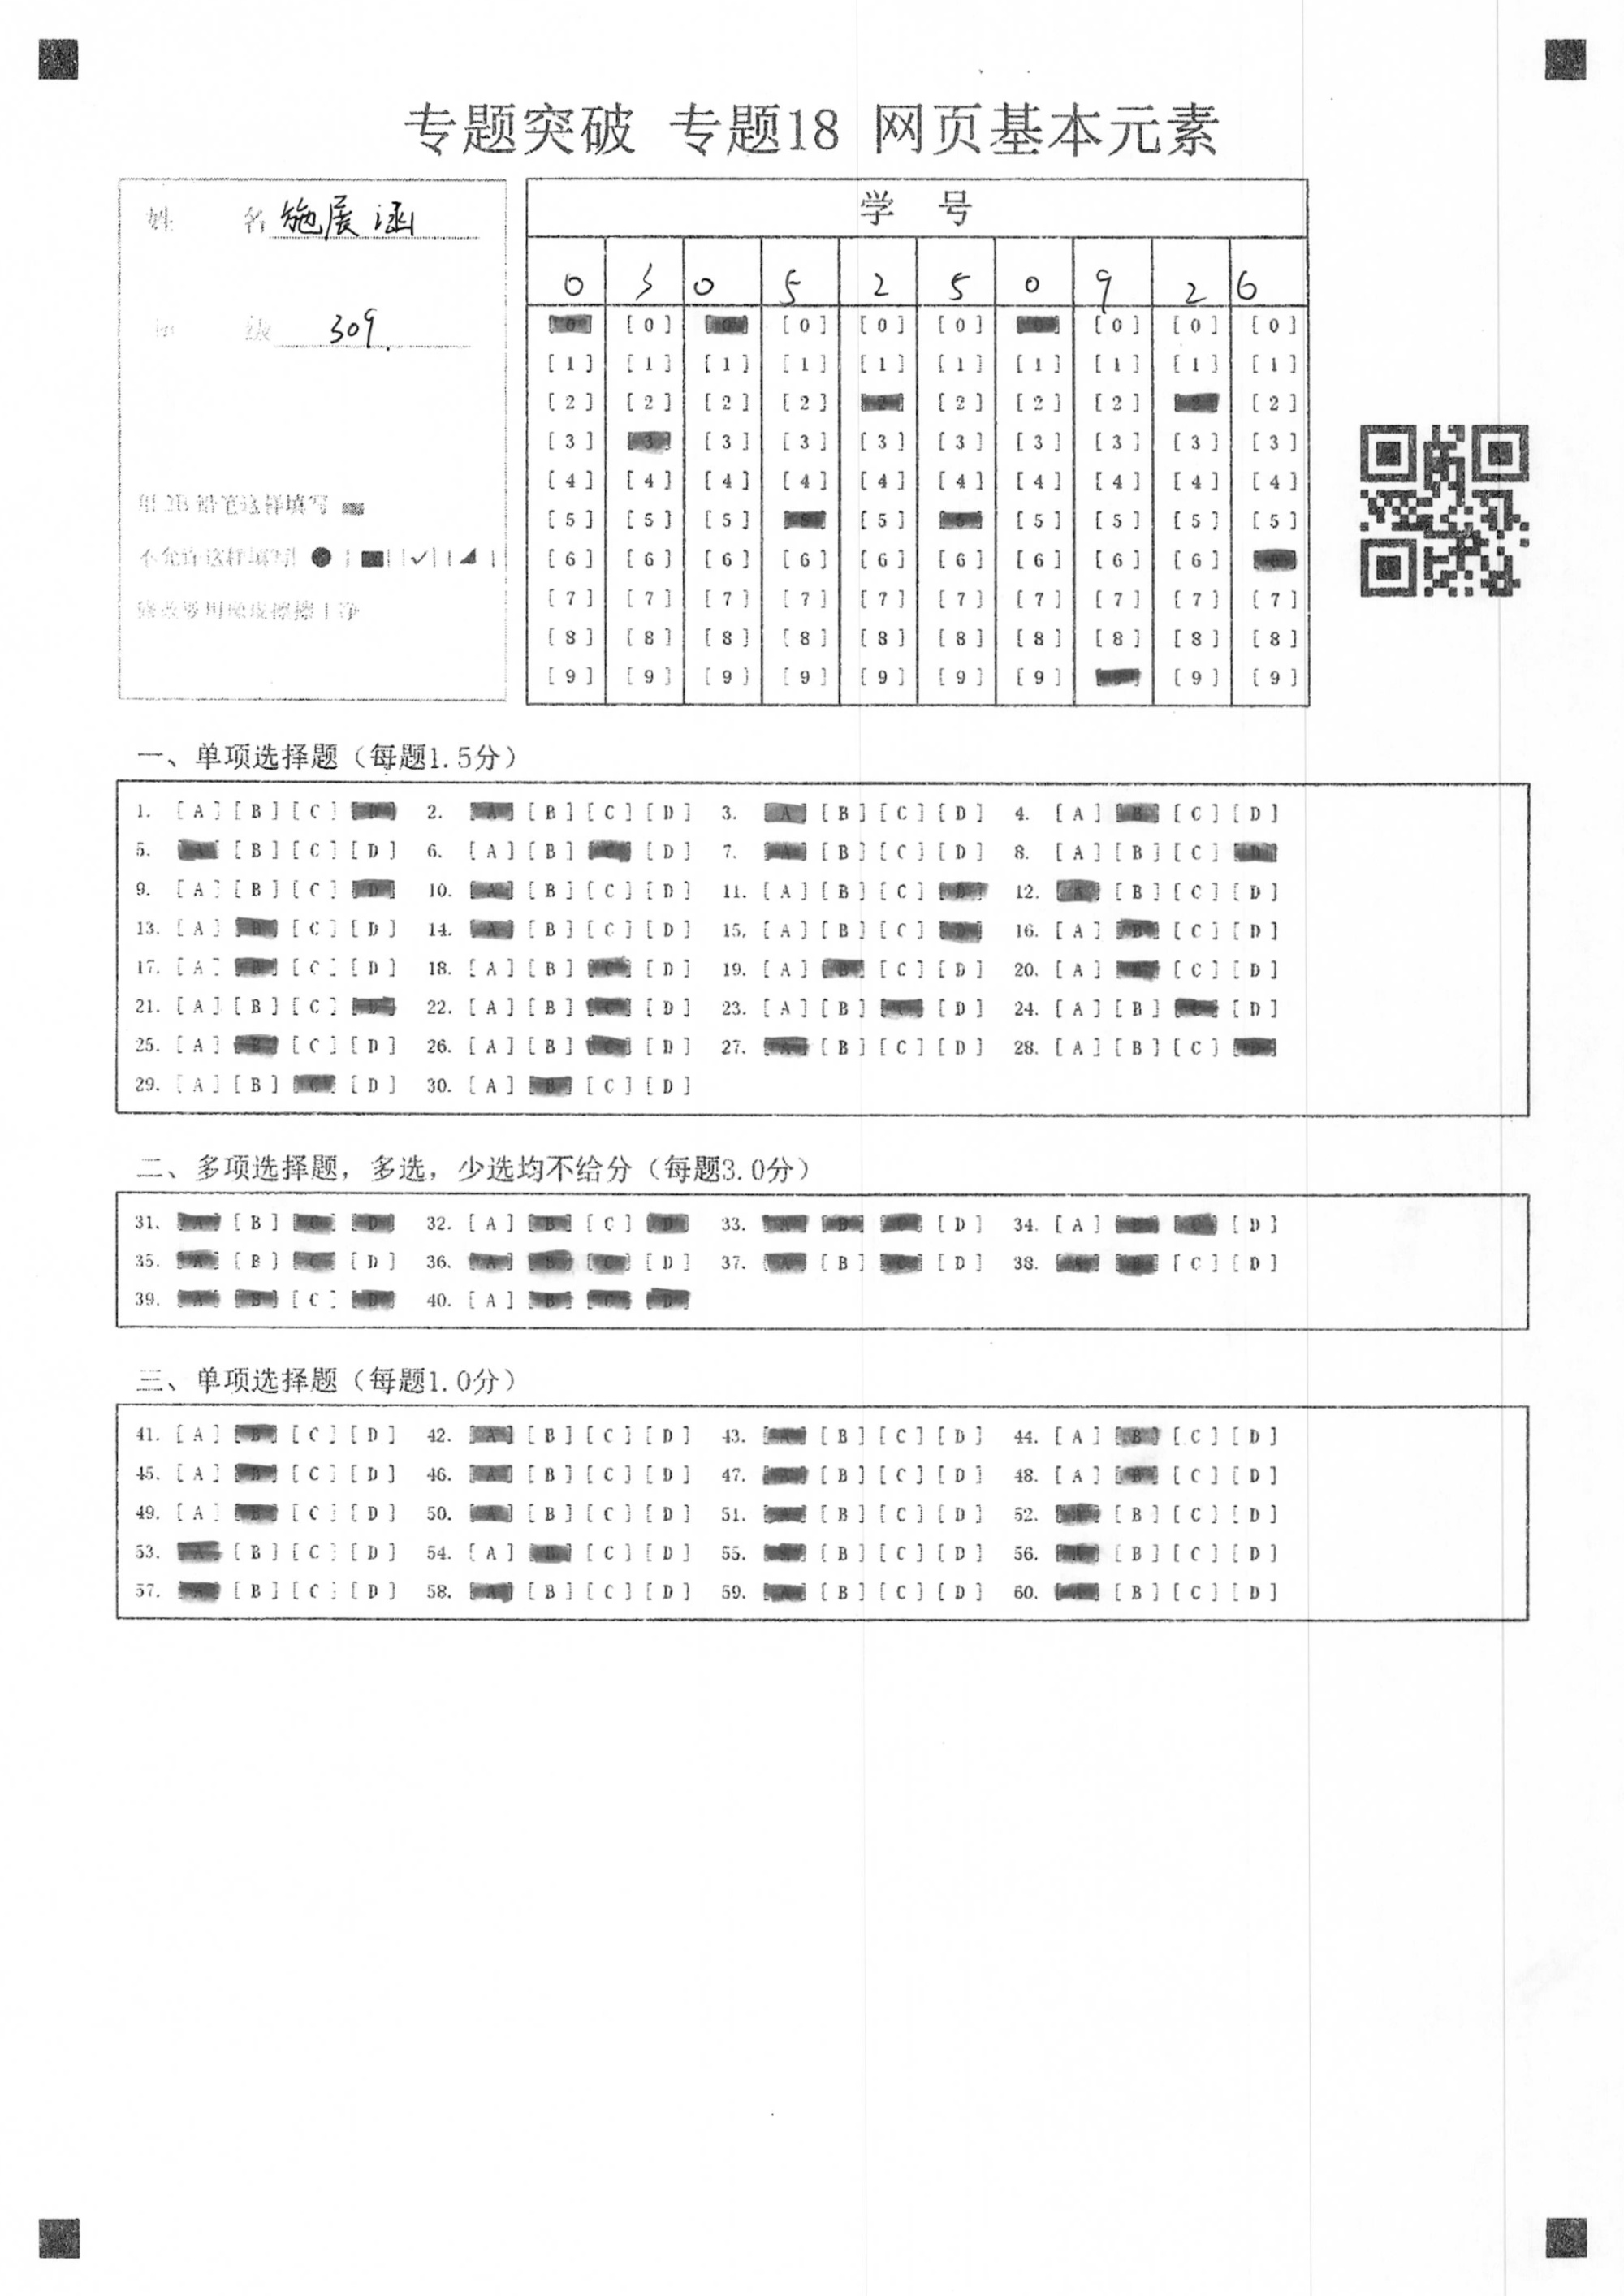 专题突破 专题18 网页基本元素
姓 名 施展涵
级 309
用2B铅笔这样填写
不允许这样填写
修改要用橡皮擦擦干净
学 号
0 3 0 5 2 5 0 9 2 6
[0] [0] [0] [0] [0] [0] [0] [0] [0] [0]
[1] [1] [1] [1] [1] [1] [1] [1] [1] [1]
[2] [2] [2] [2] [2] [2] [2] [2] [2]
[3] [3] [3] [3] [3] [3] [3] [3] [3] [3]
[4] [4] [4] [4] [4] [4] [4] [4] [4] [4]
[5] [5] [5] [5] [5] [5] [5] [5] [5]
[6] [6] [6] [6] [6] [6] [6] [6] [6]
[7] [7] [7] [7] [7] [7] [7] [7] [7] [7]
[8] [8] [8] [8] [8] [8] [8] [8] [8] [8]
[9] [9] [9] [9] [9] [9] [9] [9] [9]
一、单项选择题（每题1.5分）
1. [A] [B] [C] [D] 2. [A] [B] [C] [D] 3. [A] [B] [C] [D] 4. [A] [B] [C] [D]
5. [A] [B] [C] [D] 6. [A] [B] [C] [D] 7. [A] [B] [C] [D] 8. [A] [B] [C] [D]
9. [A] [B] [C] [D] 10. [A] [B] [C] [D] 11. [A] [B] [C] [D] 12. [A] [B] [C] [D]
13. [A] [B] [C] [D] 14. [A] [B] [C] [D] 15. [A] [B] [C] [D] 16. [A] [B] [C] [D]
17. [A] [B] [C] [D] 18. [A] [B] [C] [D] 19. [A] [B] [C] [D] 20. [A] [B] [C] [D]
21. [A] [B] [C] [D] 22. [A] [B] [C] [D] 23. [A] [B] [C] [D] 24. [A] [B] [C] [D]
25. [A] [B] [C] [D] 26. [A] [B] [C] [D] 27. [A] [B] [C] [D] 28. [A] [B] [C] [D]
29. [A] [B] [C] [D] 30. [A] [B] [C] [D]
二、多项选择题，多选，少选均不给分（每题3.0分）
31. [A] [B] [C] [D] 32. [A] [B] [C] [D] 33. [A] [B] [C] [D] 34. [A] [B] [C] [D]
35. [A] [B] [C] [D] 36. [A] [B] [C] [D] 37. [A] [B] [C] [D] 38. [A] [B] [C] [D]
39. [A] [B] [C] [D] 40. [A] [B] [C] [D]
三、单项选择题（每题1.0分）
41. [A] [B] [C] [D] 42. [A] [B] [C] [D] 43. [A] [B] [C] [D] 44. [A] [B] [C] [D]
45. [A] [B] [C] [D] 46. [A] [B] [C] [D] 47. [A] [B] [C] [D] 48. [A] [B] [C] [D]
49. [A] [B] [C] [D] 50. [A] [B] [C] [D] 51. [A] [B] [C] [D] 52. [A] [B] [C] [D]
53. [A] [B] [C] [D] 54. [A] [B] [C] [D] 55. [A] [B] [C] [D] 56. [A] [B] [C] [D]
57. [A] [B] [C] [D] 58. [A] [B] [C] [D] 59. [A] [B] [C] [D] 60. [A] [B] [C] [D]